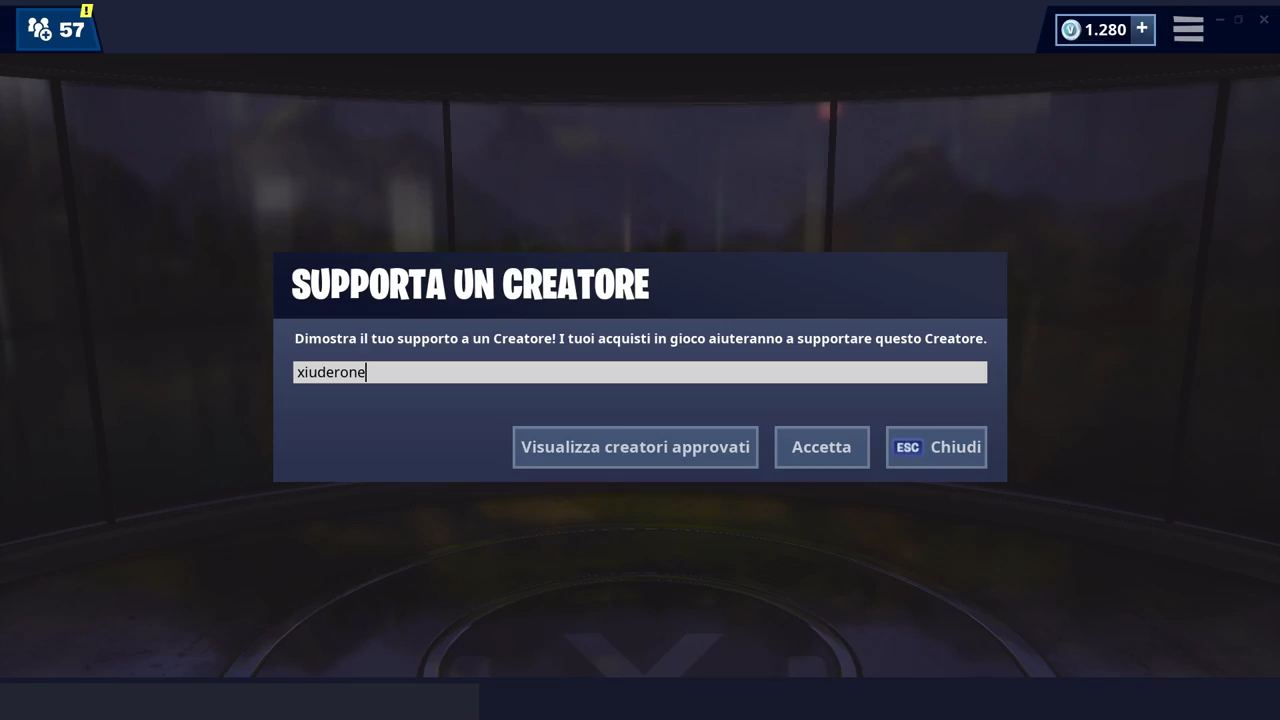 57
!
V 1.280 +
SUPPORTA UN CREATORE
Dimostra il tuo supporto a un Creatore! I tuoi acquisti in gioco aiuteranno a supportare questo Creatore.
xiuderone
Visualizza creatori approvati Accetta ESC Chiudi